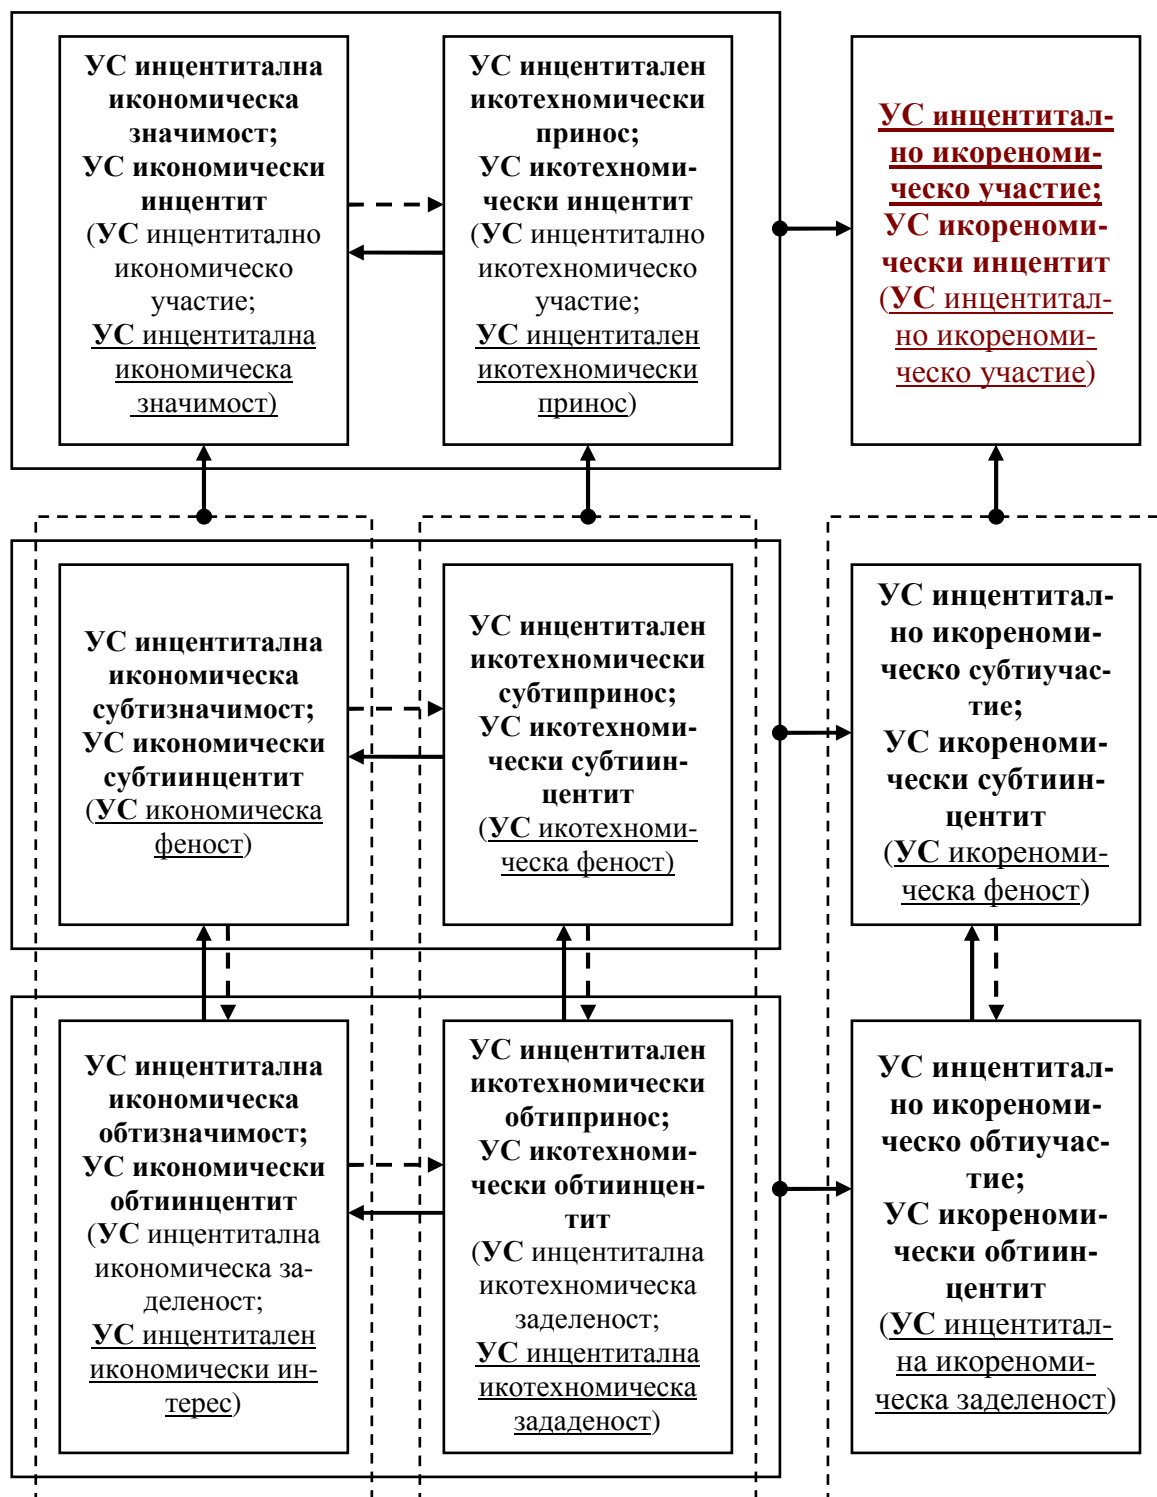 УС инцентитална
икономическа
значимост;
УС икономически
инцентит
(УС инцентитално
икономическо
участие;
УС инцентитална
икономическа
значимост)
УС инцентитален
икотехномически
принос;
УС икотехноми-
чески инцентит
(УС инцентитално
икотехномическо
участие;
УС инцентитален
икотехномически
принос)
УС инцентитал-
но икореноми-
ческо участие;
УС икореноми-
чески инцентит
(УС инцентитал-
но икореноми-
ческо участие)
УС инцентитална
икономическа
субтизначимост;
УС икономически
субтиинцентит
(УС икономическа
феност)
УС инцентитален
икотехномически
субтипринос;
УС икотехноми-
чески субтиин-
центит
(УС икотехноми-
ческа феност)
УС инцентитал-
но икореноми-
ческо субтиучас-
тие;
УС икореноми-
чески субтиин-
центит
(УС икореноми-
ческа феност)
УС инцентитална
икономическа
обтизначимост;
УС икономически
обтиинцентит
(УС инцентитална
икономическа за-
деленост;
УС инцентитален
икономически ин-
терес)
УС инцентитален
икотехномически
обтипринос;
УС икотехноми-
чески обтиинцен-
тит
(УС инцентитална
икотехномическа
заделеност;
УС инцентитална
икотехномическа
зададеност)
УС инцентитал-
но икореноми-
ческо обтиучас-
тие;
УС икореноми-
чески обтиин-
центит
(УС инцентитал-
на икореноми-
ческа заделеност)